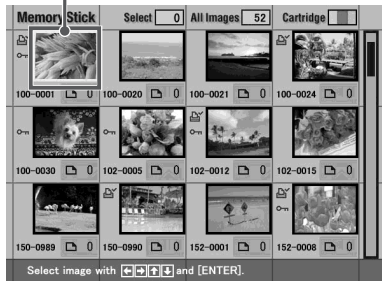 Memory Stick Select 0 All Images 52 Cartridge
100-0001 0 100-0020 0 100-0021 0 100-0024 0
100-0030 0 102-0005 0 102-0012 0 102-0015 0
150-0989 0 150-0990 0 152-0001 0 152-0008 0
Select image with ←→↑↓ and [ENTER].